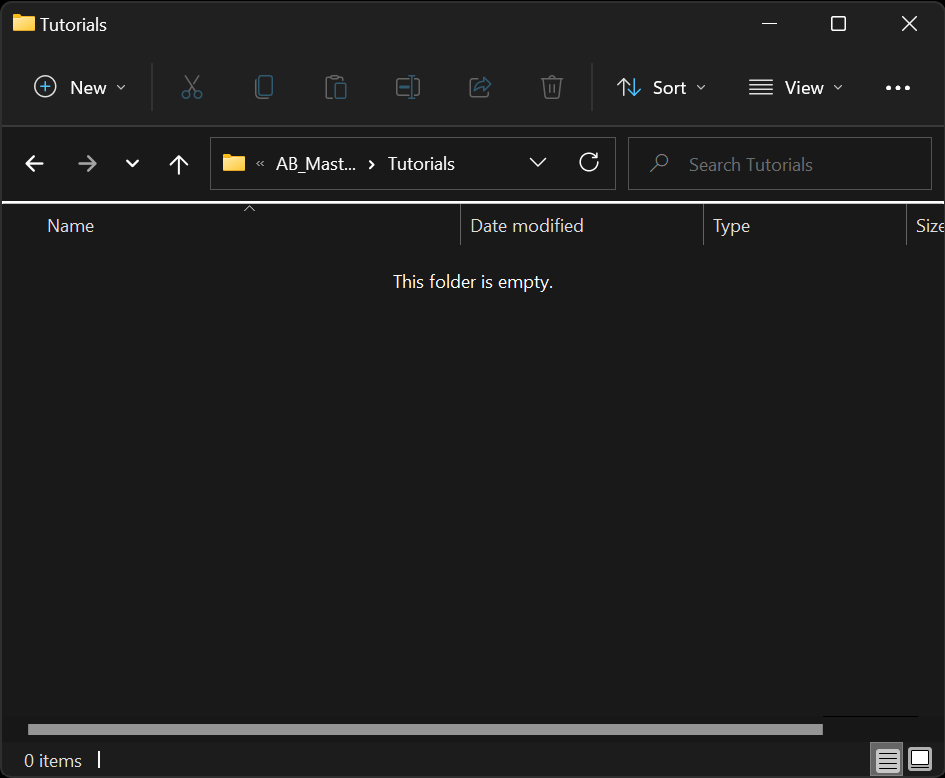 Tutorials
New
Sort
View
« AB_Mast... › Tutorials
Search Tutorials
Name
Date modified
Type
Size
This folder is empty.
0 items